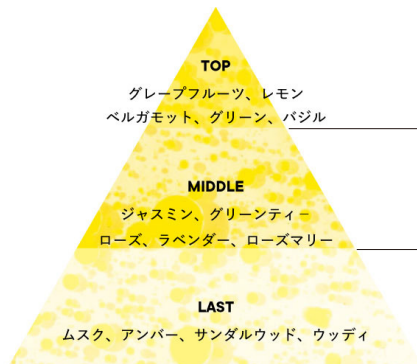 TOP
グレープフルーツ、レモン
ベルガモット、グリーン、バジル
MIDDLE
ジャスミン、グリーンティー
ローズ、ラベンダー、ローズマリー
LAST
ムスク、アンバー、サンダルウッド、ウッディ